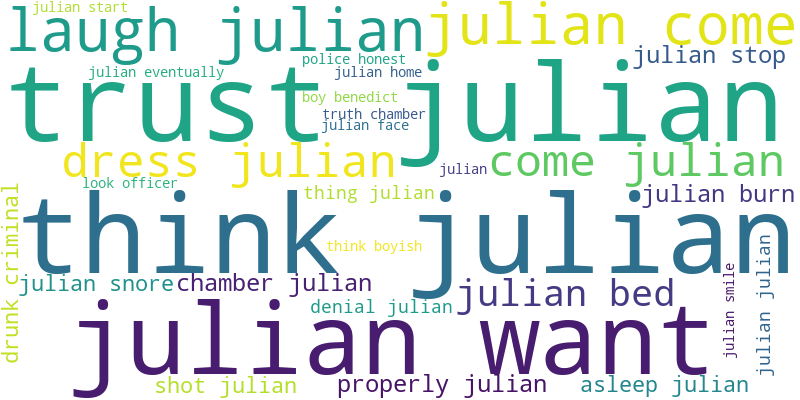 julian start
laugh julian
julian come
julian stop
police honest
julian eventually
julian home
trust julian
boy benedict
truth chamber
julian face
dress julian
come julian
julian
look officer
thing julian
julian burn
drunk criminal
think julian
think boyish
julian snore
chamber julian
julian bed
julian smile
julian julian
denial julian
julian want
shot julian
properly julian
asleep julian